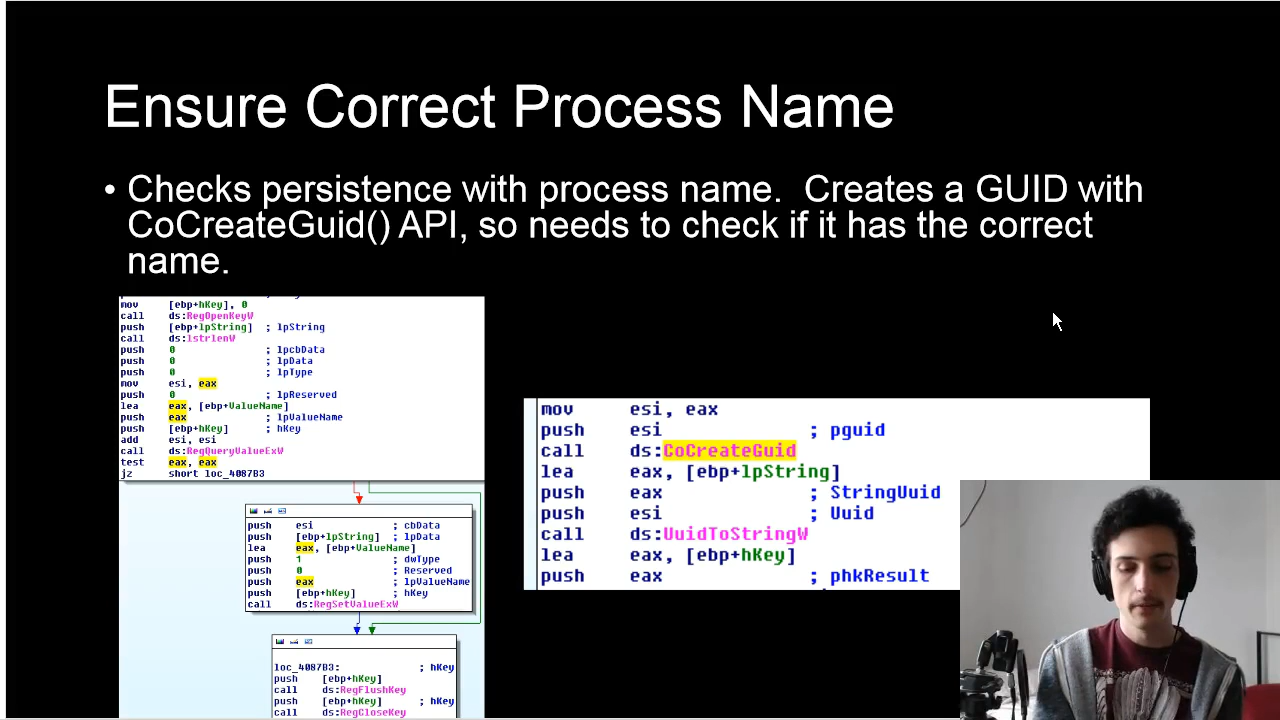 Ensure Correct Process Name
• Checks persistence with process name.  Creates a GUID with
CoCreateGuid() API, so needs to check if it has the correct
name.
mov [ebp+hKey], 0
call ds:RegOpenKeyW
push [ebp+lpString] ; lpString
call ds:lstrlenW
push 0 ; lpcbData
push 0 ; lpData
push 0 ; lpType
mov esi, eax
push 0 ; lpReserved
lea eax, [ebp+ValueName]
push eax ; lpValueName
push [ebp+hKey] ; hKey
add esi, esi
call ds:RegQueryValueExW
test eax, eax
jz short loc_4087B3
push esi ; cbData
push [ebp+lpString] ; lpData
lea eax, [ebp+ValueName]
push 1 ; dwType
push 0 ; Reserved
push eax ; lpValueName
push [ebp+hKey] ; hKey
call ds:RegSetValueExW
loc_4087B3: ; hKey
push [ebp+hKey]
call ds:RegFlushKey
push [ebp+hKey] ; hKey
call ds:RegCloseKey
mov esi, eax
push esi ; pguid
call ds:CoCreateGuid
lea eax, [ebp+lpString]
push eax ; StringUuid
push esi ; Uuid
call ds:UuidToStringW
lea eax, [ebp+hKey]
push eax ; phkResult